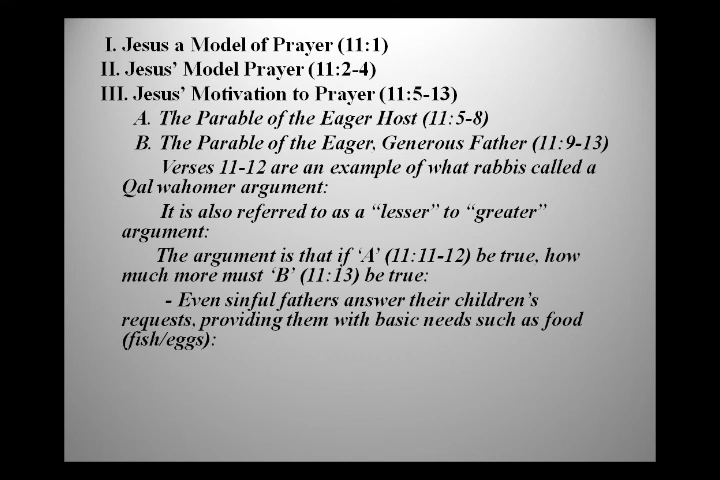 I. Jesus a Model of Prayer (11:1)
II. Jesus’ Model Prayer (11:2-4)
III. Jesus’ Motivation to Prayer (11:5-13)
A. The Parable of the Eager Host (11:5-8)
B. The Parable of the Eager, Generous Father (11:9-13)
Verses 11-12 are an example of what rabbis called a
Qal wahomer argument:
It is also referred to as a “lesser” to “greater”
argument:
The argument is that if ‘A’ (11:11-12) be true, how
much more must ‘B’ (11:13) be true:
- Even sinful fathers answer their children’s
requests, providing them with basic needs such as food
(fish/eggs):